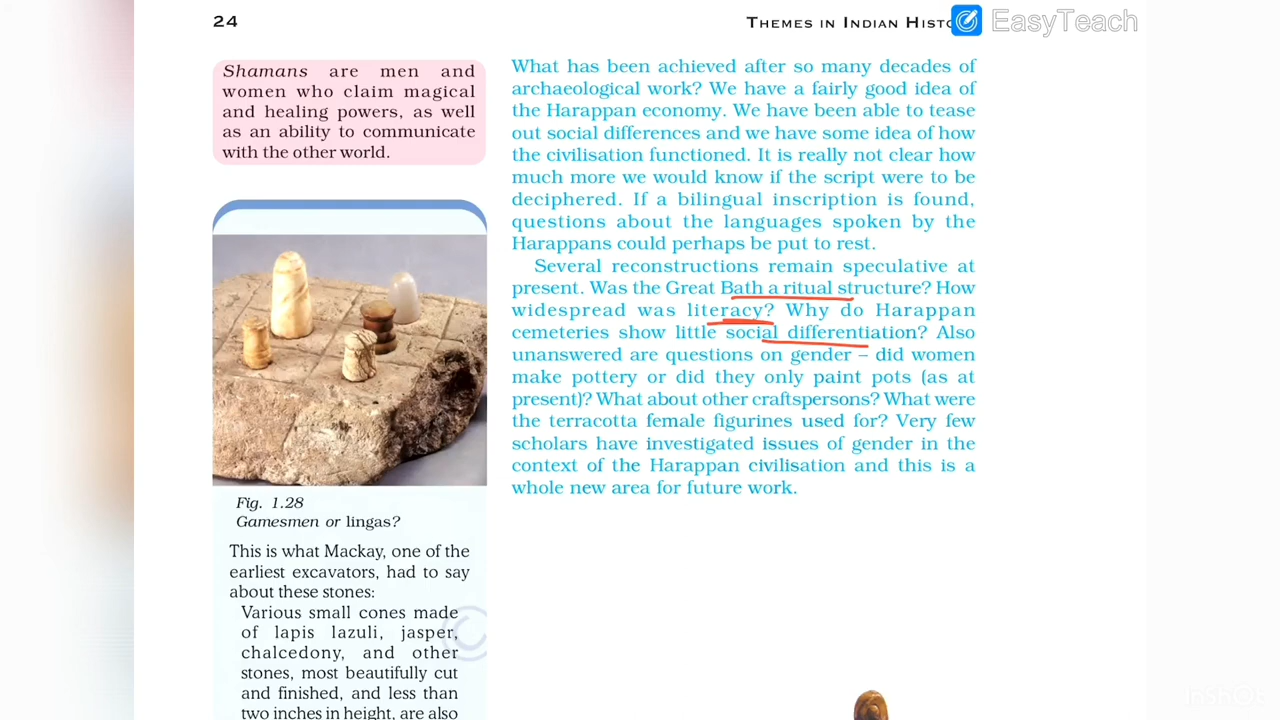 24
THEMES IN INDIAN HISTO
EasyTeach
Shamans are men and
women who claim magical
and healing powers, as well
as an ability to communicate
with the other world.
Fig. 1.28
Gamesmen or lingas?
This is what Mackay, one of the
earliest excavators, had to say
about these stones:
Various small cones made
of lapis lazuli, jasper,
chalcedony, and other
stones, most beautifully cut
and finished, and less than
two inches in height, are also
What has been achieved after so many decades of
archaeological work? We have a fairly good idea of
the Harappan economy. We have been able to tease
out social differences and we have some idea of how
the civilisation functioned. It is really not clear how
much more we would know if the script were to be
deciphered. If a bilingual inscription is found,
questions about the languages spoken by the
Harappans could perhaps be put to rest.
Several reconstructions remain speculative at
present. Was the Great Bath a ritual structure? How
widespread was literacy? Why do Harappan
cemeteries show little social differentiation? Also
unanswered are questions on gender – did women
make pottery or did they only paint pots (as at
present)? What about other craftspersons? What were
the terracotta female figurines used for? Very few
scholars have investigated issues of gender in the
context of the Harappan civilisation and this is a
whole new area for future work.